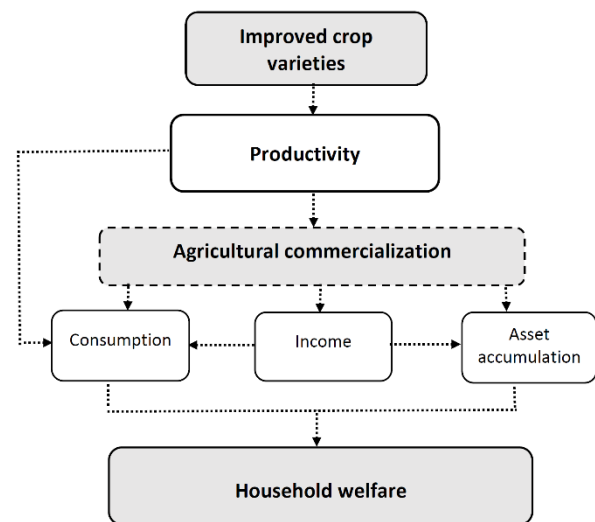 Improved crop
varieties
Productivity
Agricultural commercialization
Consumption
Income
Asset
accumulation
Household welfare